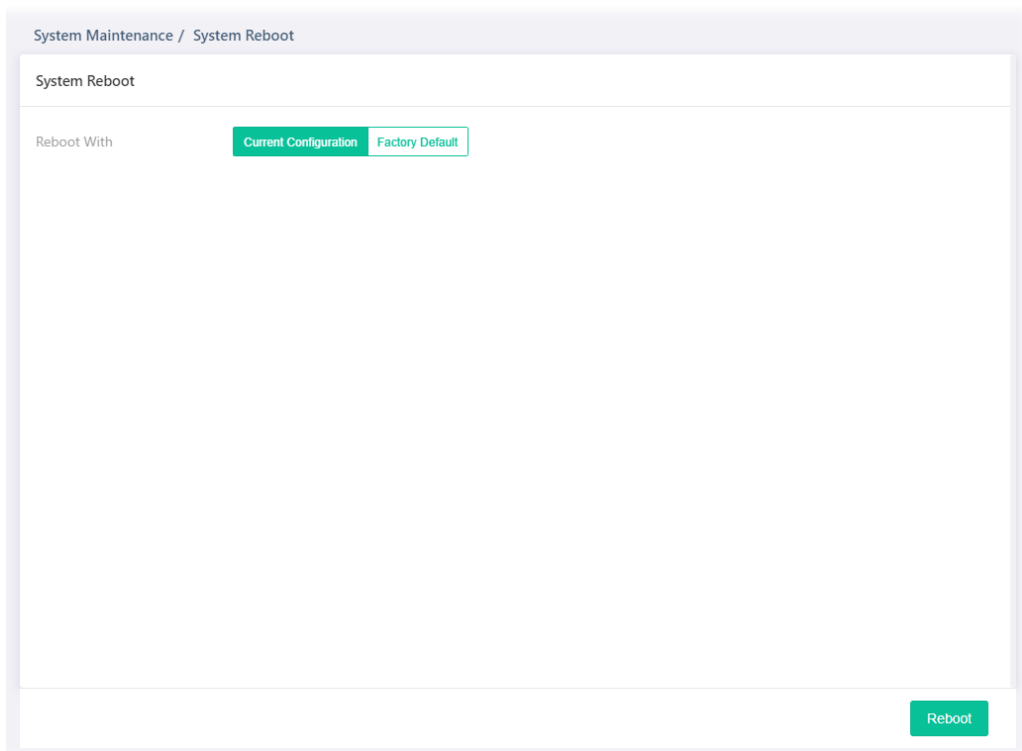 System Maintenance / System Reboot
System Reboot
Reboot With Current Configuration Factory Default
Reboot